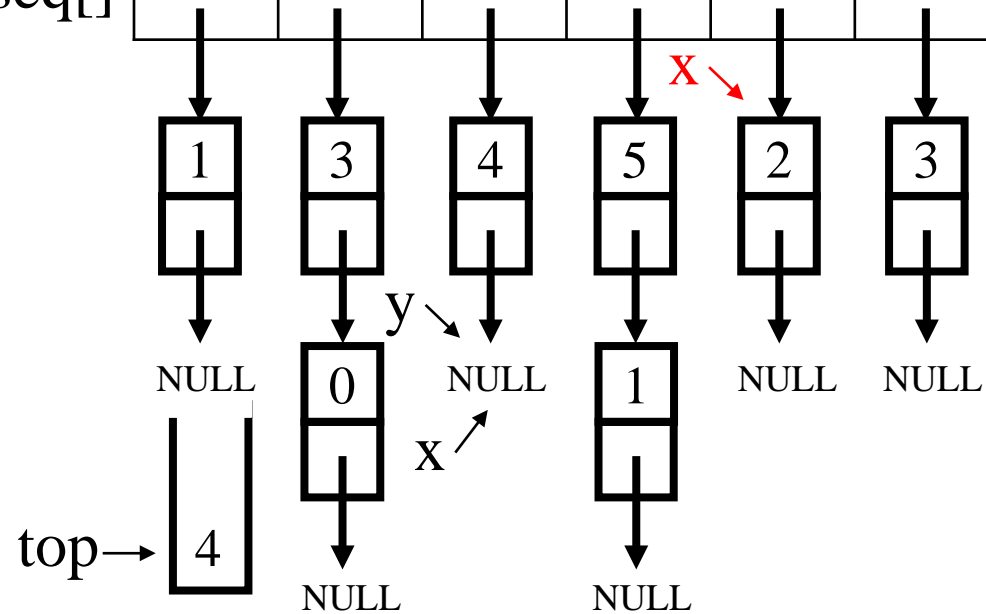 seq[]
x
1 3 4 5 2 3
y
NULL NULL NULL NULL
0 1
x
top 4
NULL NULL